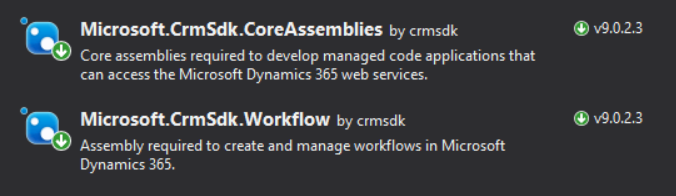 Microsoft.CrmSdk.CoreAssemblies by crmsdk v9.0.2.3
Core assemblies required to develop managed code applications that
can access the Microsoft Dynamics 365 web services.
Microsoft.CrmSdk.Workflow by crmsdk v9.0.2.3
Assembly required to create and manage workflows in Microsoft
Dynamics 365.